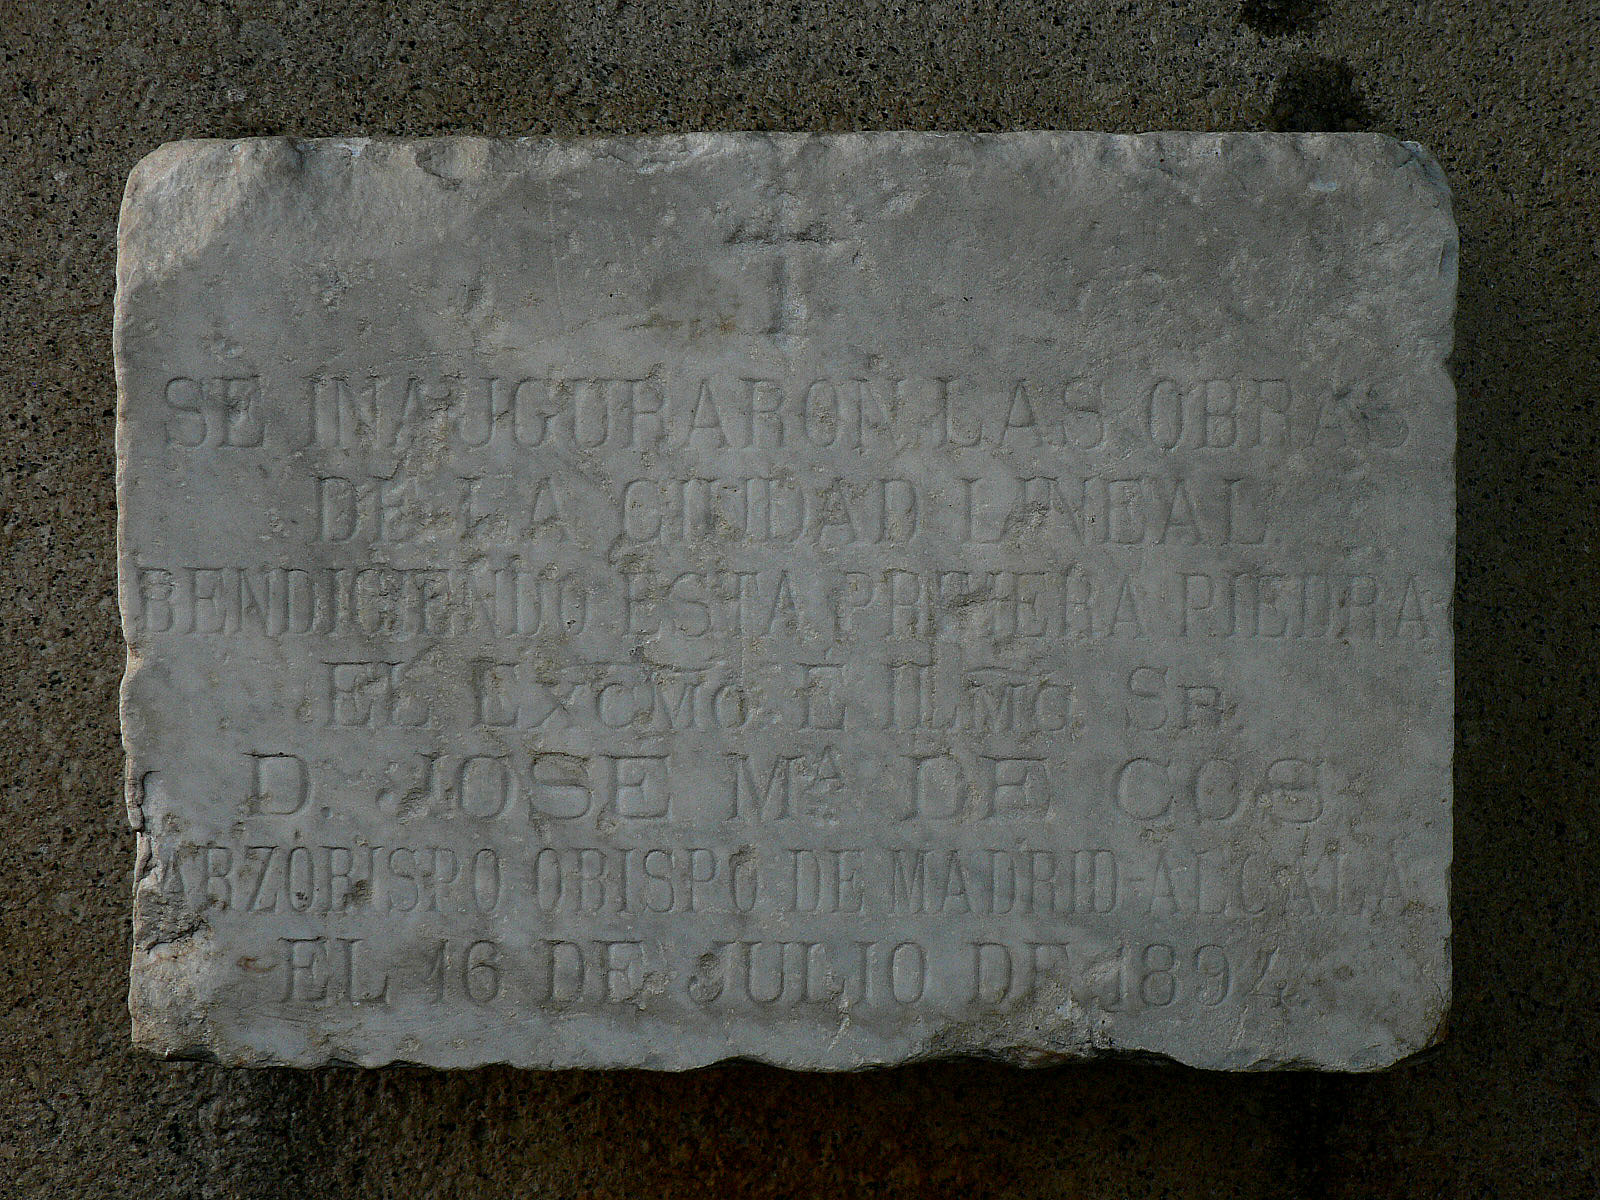 SE INAUGURARON LAS OBRAS
DE LA CIUDAD LINEAL.
BENDICIENDO ESTA PRIMERA PIEDRA
EL EXCMO. E ILMO. SR.
D. JOSE Mª DE COS
ARZOBISPO OBISPO DE MADRID-ALCALA
EL 16 DE JULIO DE 1894.